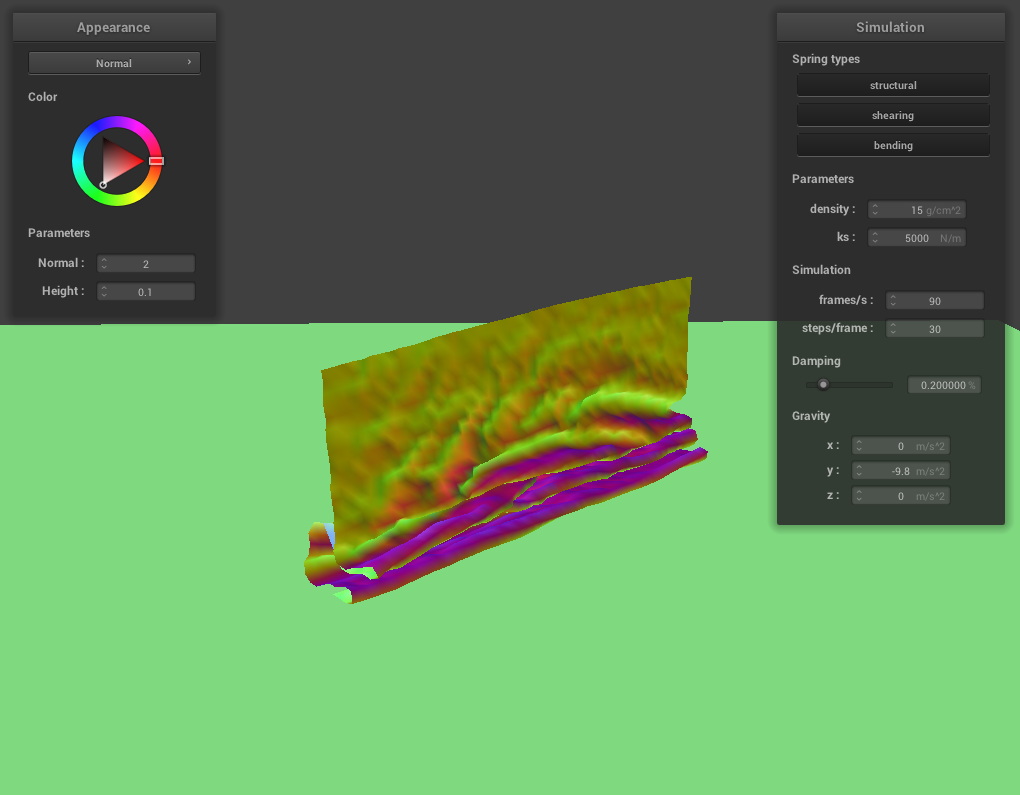 Appearance
Normal
Color
Parameters
Normal : 2
Height : 0.1
Simulation
Spring types
structural
shearing
bending
Parameters
density : 15 g/cm^2
ks : 5000 N/m
Simulation
frames/s : 90
steps/frame : 30
Damping
0.200000 %
Gravity
x : 0 m/s^2
y : -9.8 m/s^2
z : 0 m/s^2